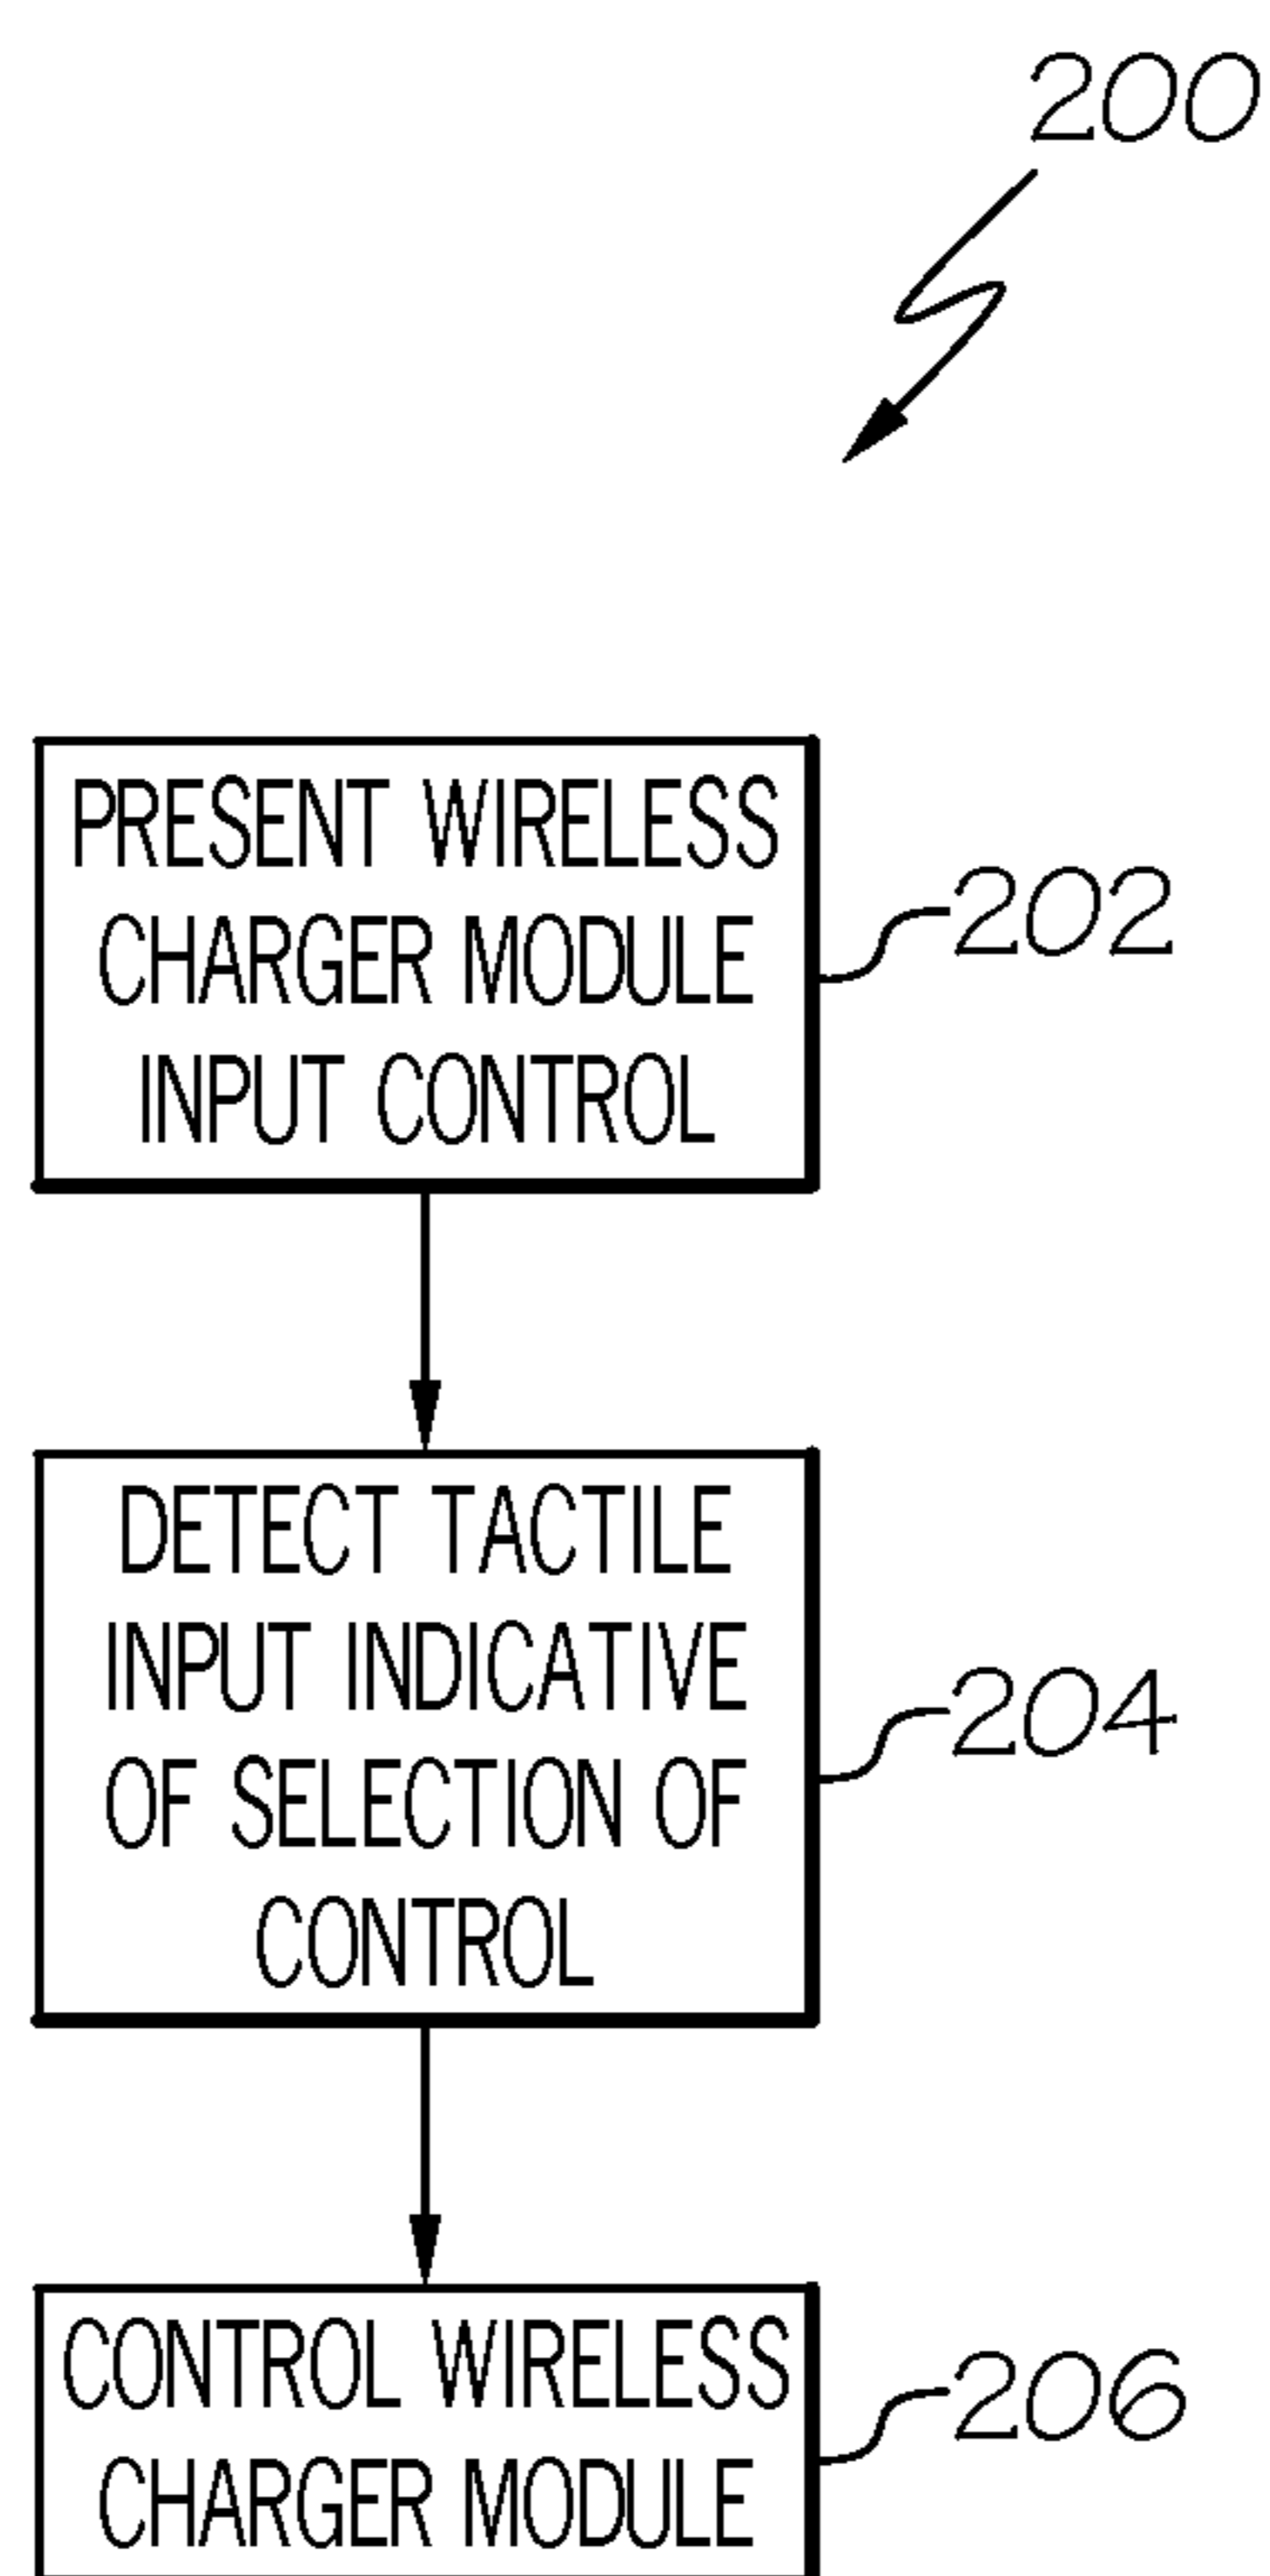 200
PRESENT WIRELESS
CHARGER MODULE
INPUT CONTROL
202
DETECT TACTILE
INPUT INDICATIVE
OF SELECTION OF
CONTROL
204
CONTROL WIRELESS
CHARGER MODULE
206